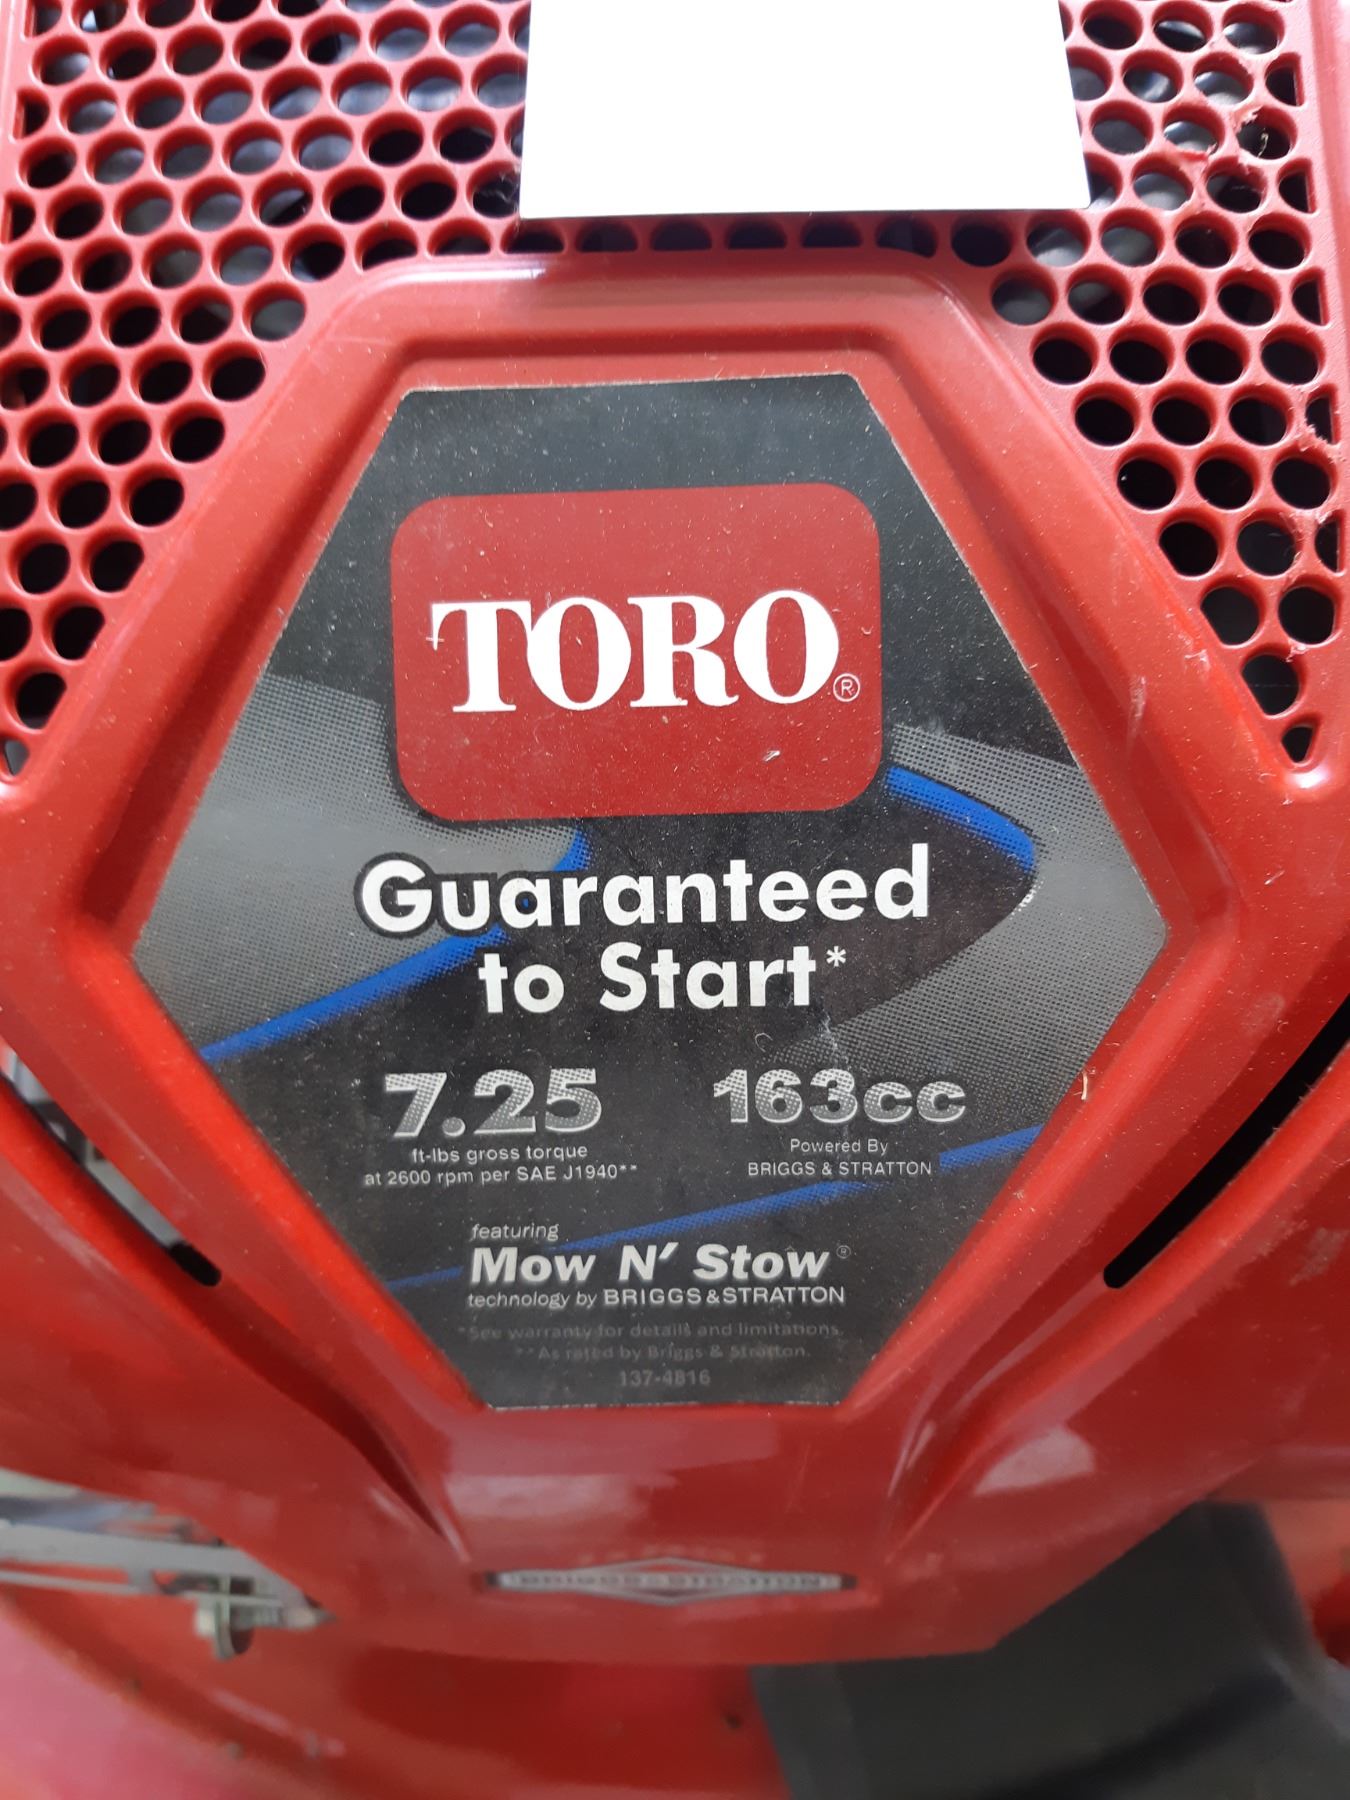 TORO®
Guaranteed
to Start*
7.25
ft-lbs gross torque
at 2600 rpm per SAE J1940**
163cc
Powered By
BRIGGS & STRATTON
featuring
Mow N' Stow®
technology by BRIGGS&STRATTON
*See warranty for details and limitations.
**As rated by Briggs & Stratton.
137-4816
BRIGGS & STRATTON